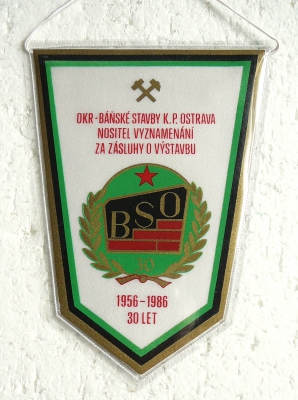 OKR-BÁŇSKÉ STAVBY K.P. OSTRAVA
NOSITEL VYZNAMENÁNÍ
ZA ZÁSLUHY O VÝSTAVBU
BSO
1956-1986
30 LET